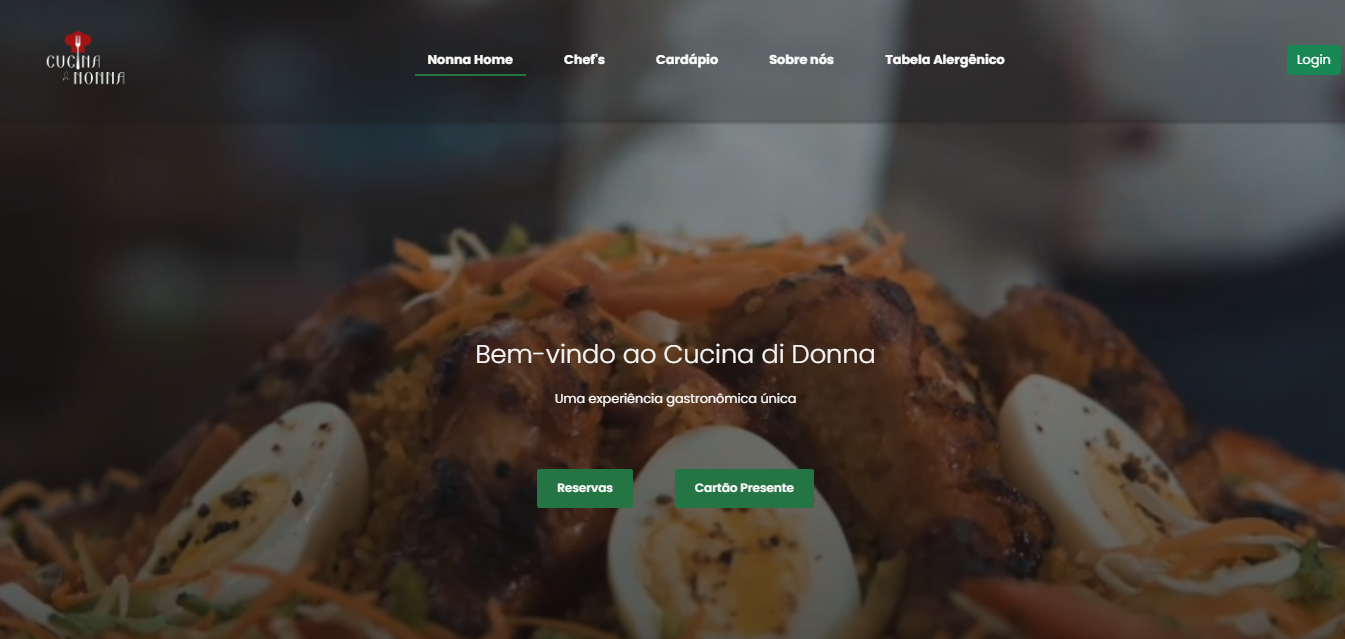 CUCINA
di NONNA
Nonna Home
Chef's
Cardápio
Sobre nós
Tabela Alergênico
Login
Bem-vindo ao Cucina di Donna
Uma experiência gastronômica única
Reservas
Cartão Presente